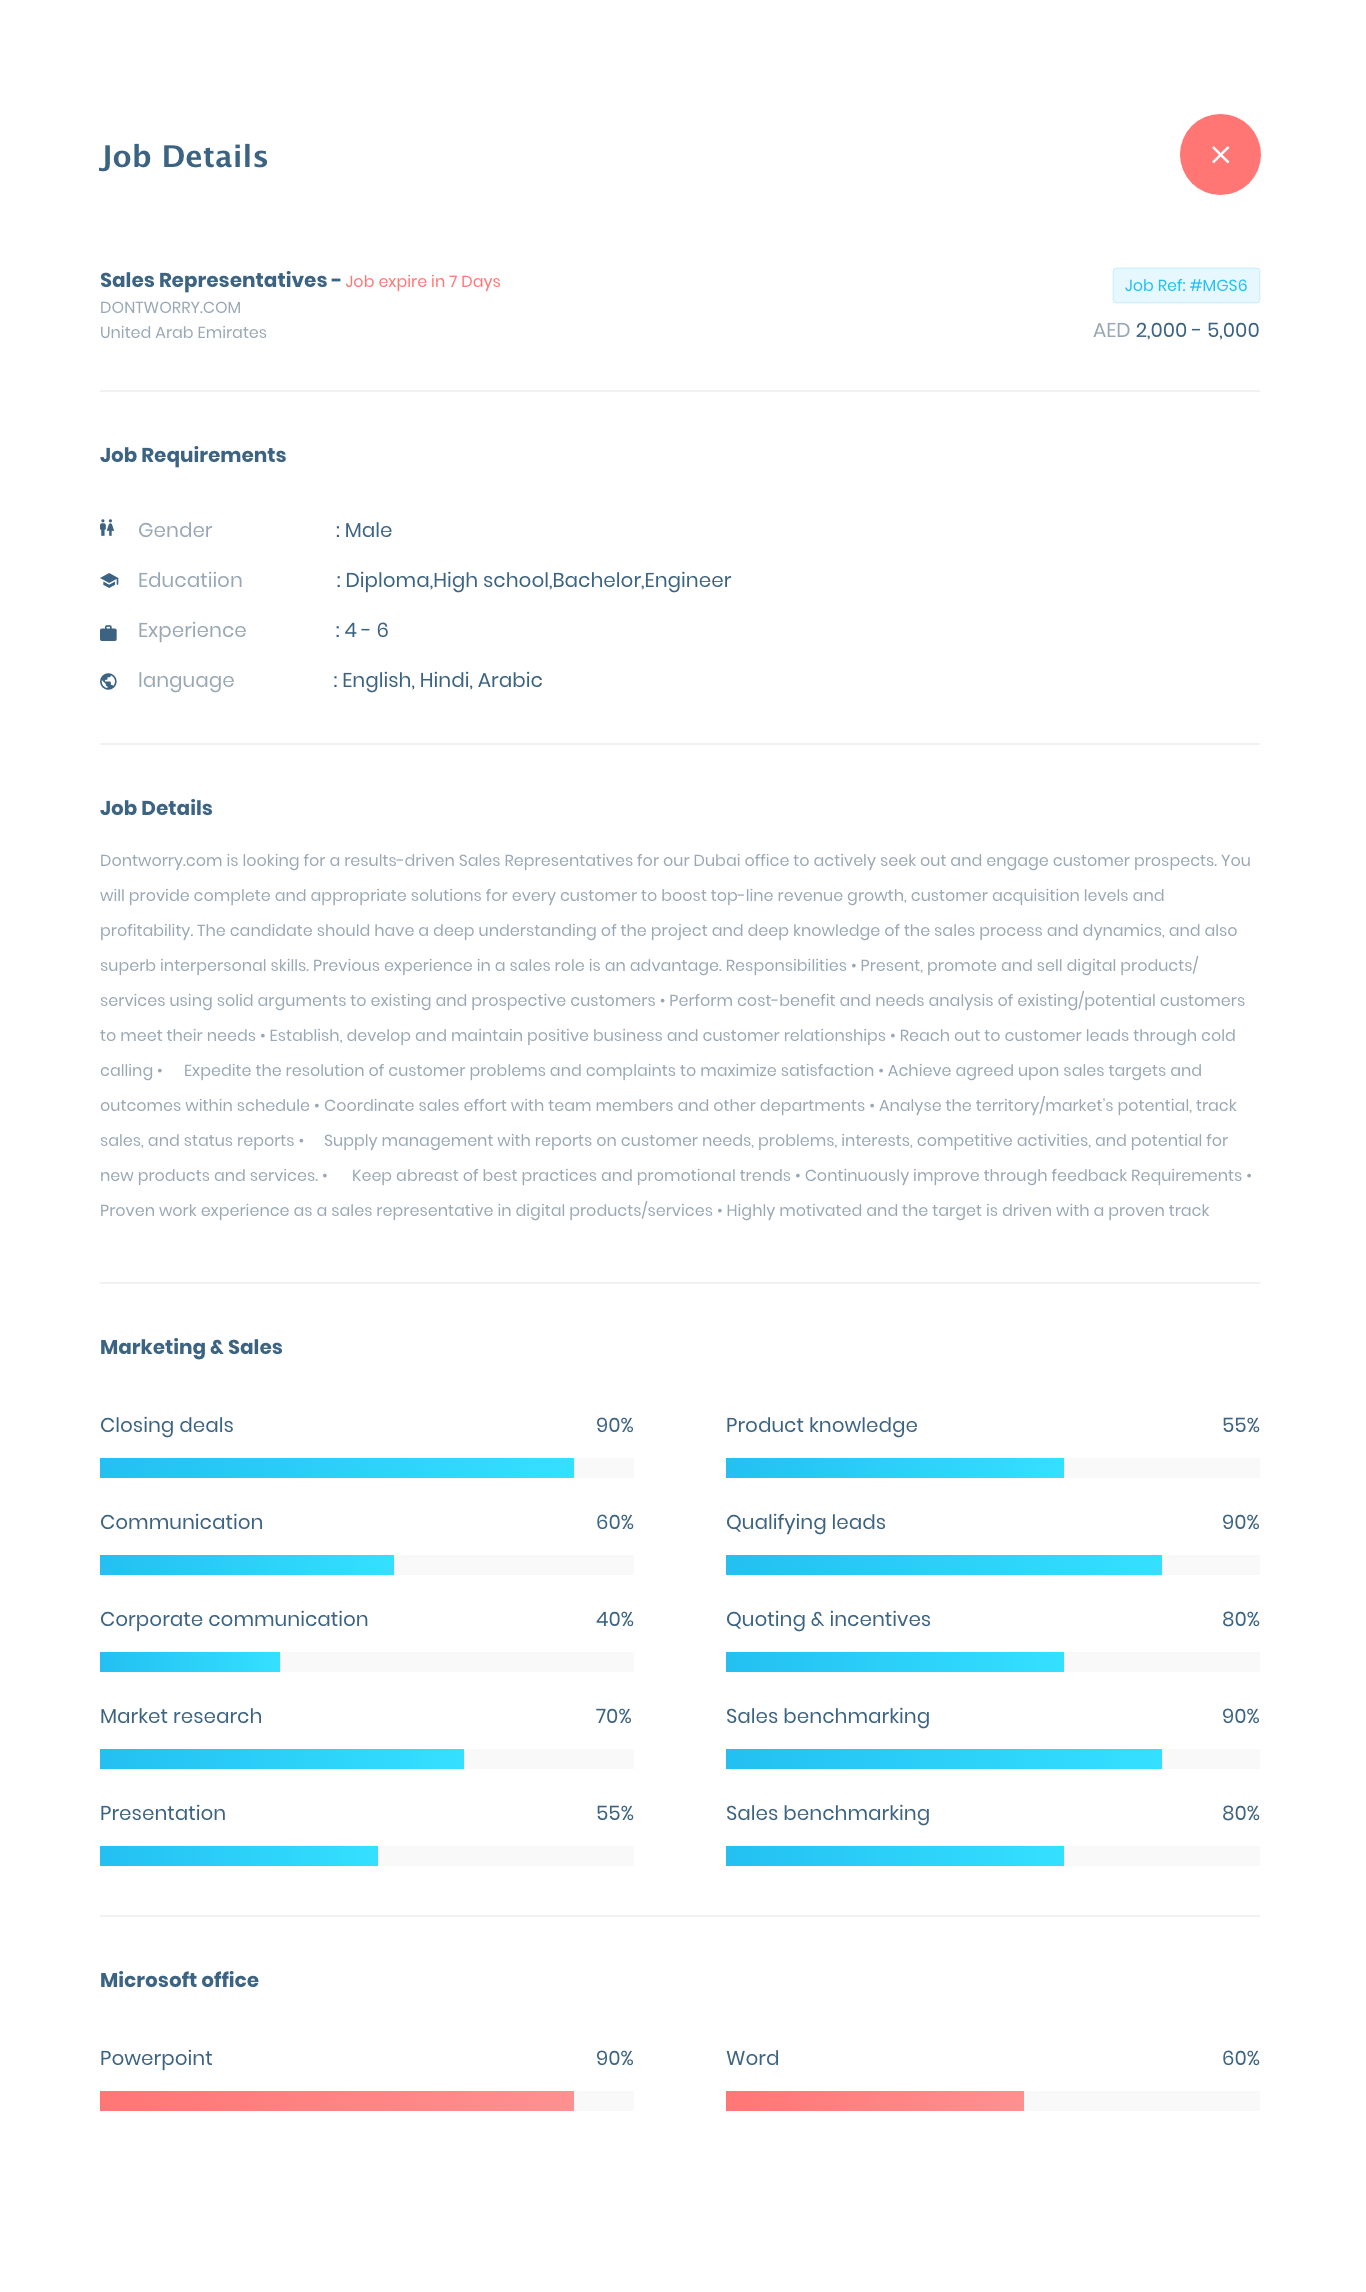 Job Details
Sales Representatives - Job expire in 7 Days
DONTWORRY.COM
United Arab Emirates
Job Ref: #MGS6
AED 2,000 - 5,000
Job Requirements
Gender : Male
Educatiion : Diploma,High school,Bachelor,Engineer
Experience : 4 - 6
language : English, Hindi, Arabic
Job Details
Dontworry.com is looking for a results-driven Sales Representatives for our Dubai office to actively seek out and engage customer prospects. You
will provide complete and appropriate solutions for every customer to boost top-line revenue growth, customer acquisition levels and
profitability. The candidate should have a deep understanding of the project and deep knowledge of the sales process and dynamics, and also
superb interpersonal skills. Previous experience in a sales role is an advantage. Responsibilities • Present, promote and sell digital products/
services using solid arguments to existing and prospective customers • Perform cost-benefit and needs analysis of existing/potential customers
to meet their needs • Establish, develop and maintain positive business and customer relationships • Reach out to customer leads through cold
calling • Expedite the resolution of customer problems and complaints to maximize satisfaction • Achieve agreed upon sales targets and
outcomes within schedule • Coordinate sales effort with team members and other departments • Analyse the territory/market's potential, track
sales, and status reports • Supply management with reports on customer needs, problems, interests, competitive activities, and potential for
new products and services. • Keep abreast of best practices and promotional trends • Continuously improve through feedback Requirements •
Proven work experience as a sales representative in digital products/services • Highly motivated and the target is driven with a proven track
Marketing & Sales
Closing deals 90%
Product knowledge 55%
Communication 60%
Qualifying leads 90%
Corporate communication 40%
Quoting & incentives 80%
Market research 70%
Sales benchmarking 90%
Presentation 55%
Sales benchmarking 80%
Microsoft office
Powerpoint 90%
Word 60%